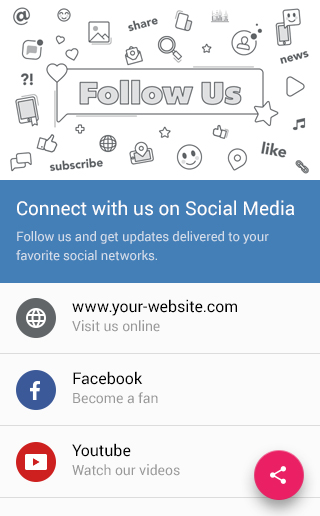 @
share
news
?!
Follow Us
like
subscribe
Connect with us on Social Media
Follow us and get updates delivered to your
favorite social networks.
www.your-website.com
Visit us online
f
Facebook
Become a fan
Youtube
Watch our videos